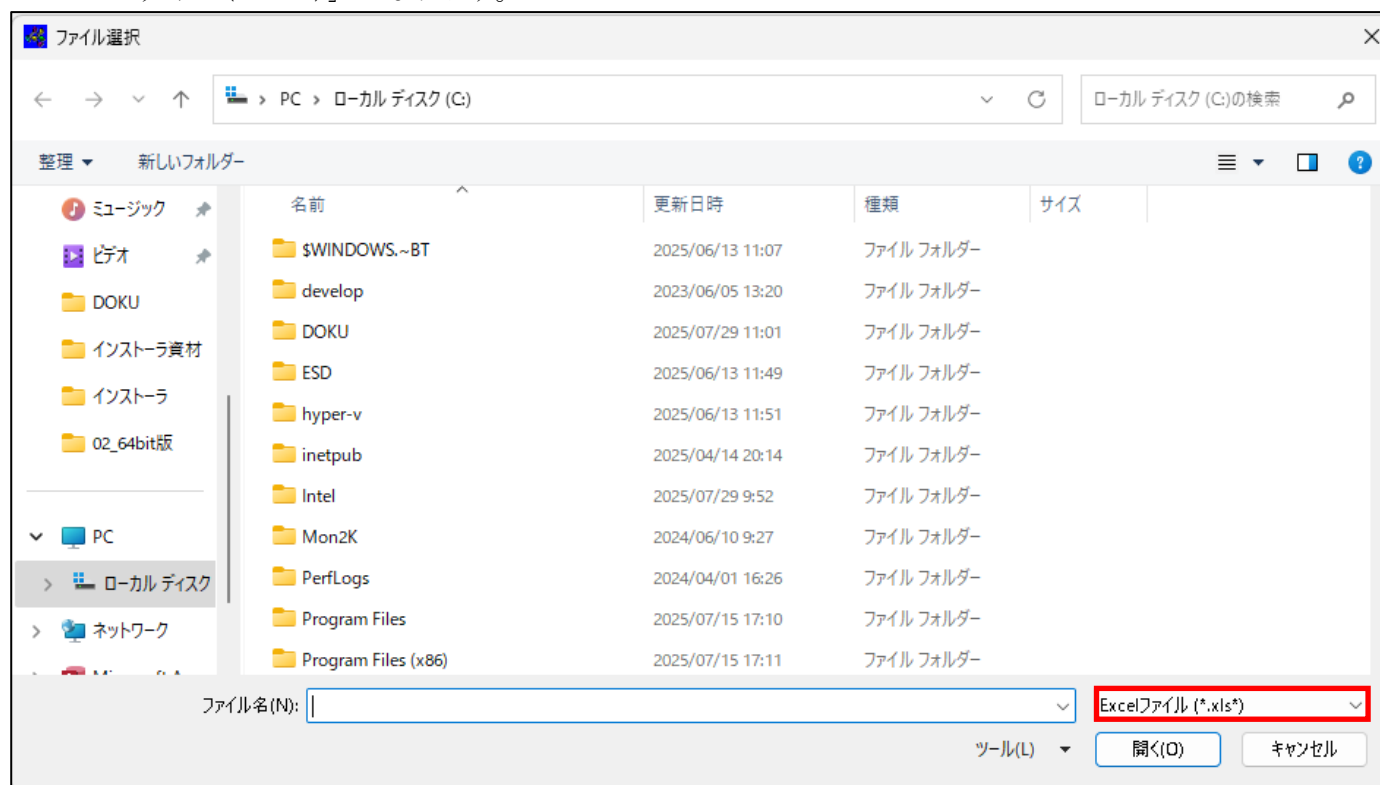 ファイル選択
PC > ローカル ディスク (C:)
ローカル ディスク (C:)の検索
整理 新しいフォルダー
ミュージック
ビデオ
DOKU
インストーラ資材
インストーラ
02_64bit版
PC
ローカル ディスク
ネットワーク
名前 更新日時 種類 サイズ
$WINDOWS.~BT 2025/06/13 11:07 ファイル フォルダー
develop 2023/06/05 13:20 ファイル フォルダー
DOKU 2025/07/29 11:01 ファイル フォルダー
ESD 2025/06/13 11:49 ファイル フォルダー
hyper-v 2025/06/13 11:51 ファイル フォルダー
inetpub 2025/04/14 20:14 ファイル フォルダー
Intel 2025/07/29 9:52 ファイル フォルダー
Mon2K 2024/06/10 9:27 ファイル フォルダー
PerfLogs 2024/04/01 16:26 ファイル フォルダー
Program Files 2025/07/15 17:10 ファイル フォルダー
Program Files (x86) 2025/07/15 17:11 ファイル フォルダー
ファイル名(N): Excelファイル (*.xls*)
ツール(L) 開く(O) キャンセル